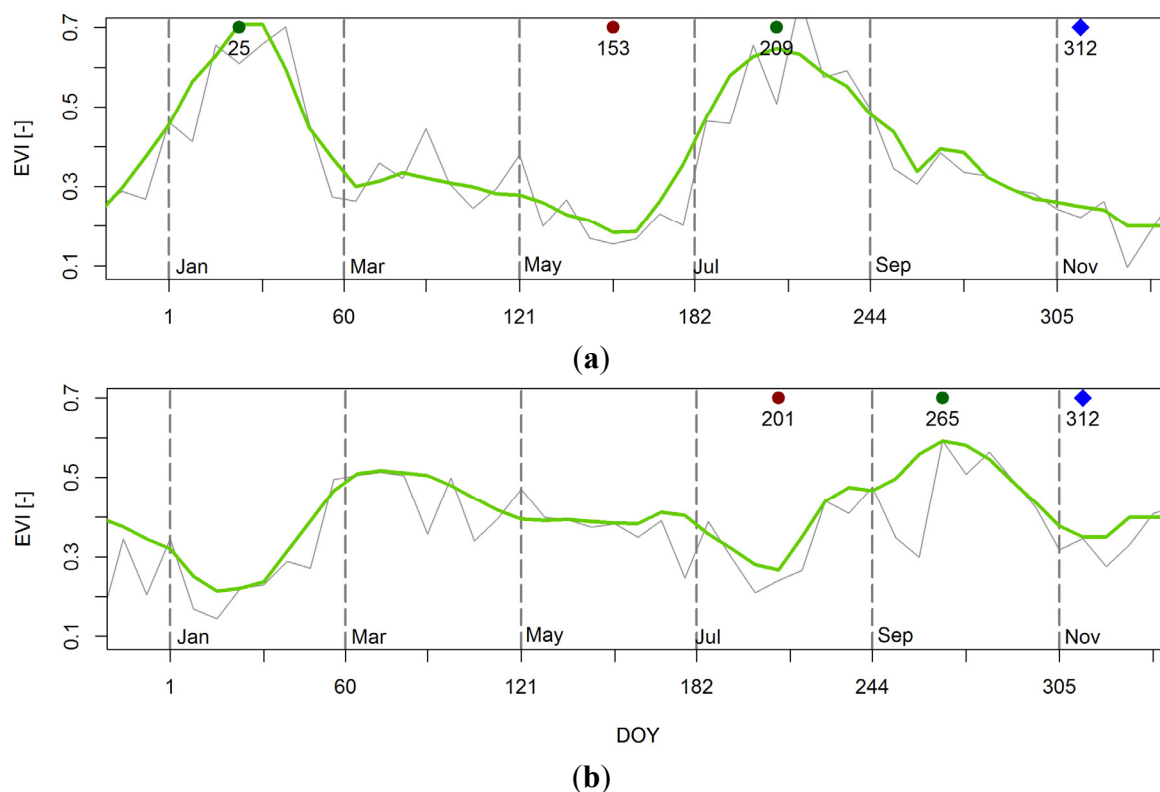 0.7
0.5
0.3
0.1
EVI [-]
25
153
209
312
Jan
Mar
May
Jul
Sep
Nov
1
60
121
182
244
305
(a)
0.7
0.5
0.3
0.1
EVI [-]
201
265
312
Jan
Mar
May
Jul
Sep
Nov
1
60
121
182
244
305
DOY
(b)